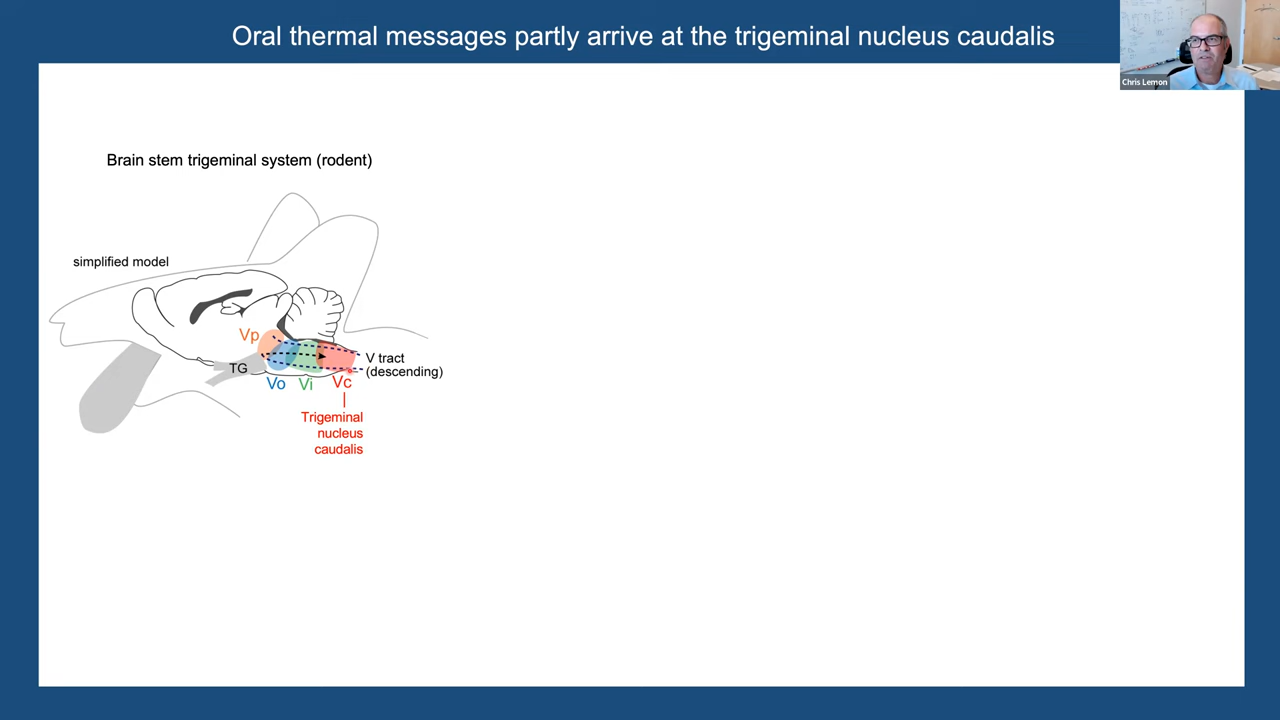 Oral thermal messages partly arrive at the trigeminal nucleus caudalis
Chris Lemon
Brain stem trigeminal system (rodent)
simplified model
Vp
TG
Vo
Vi
Vc
V tract
(descending)
Trigeminal
nucleus
caudalis